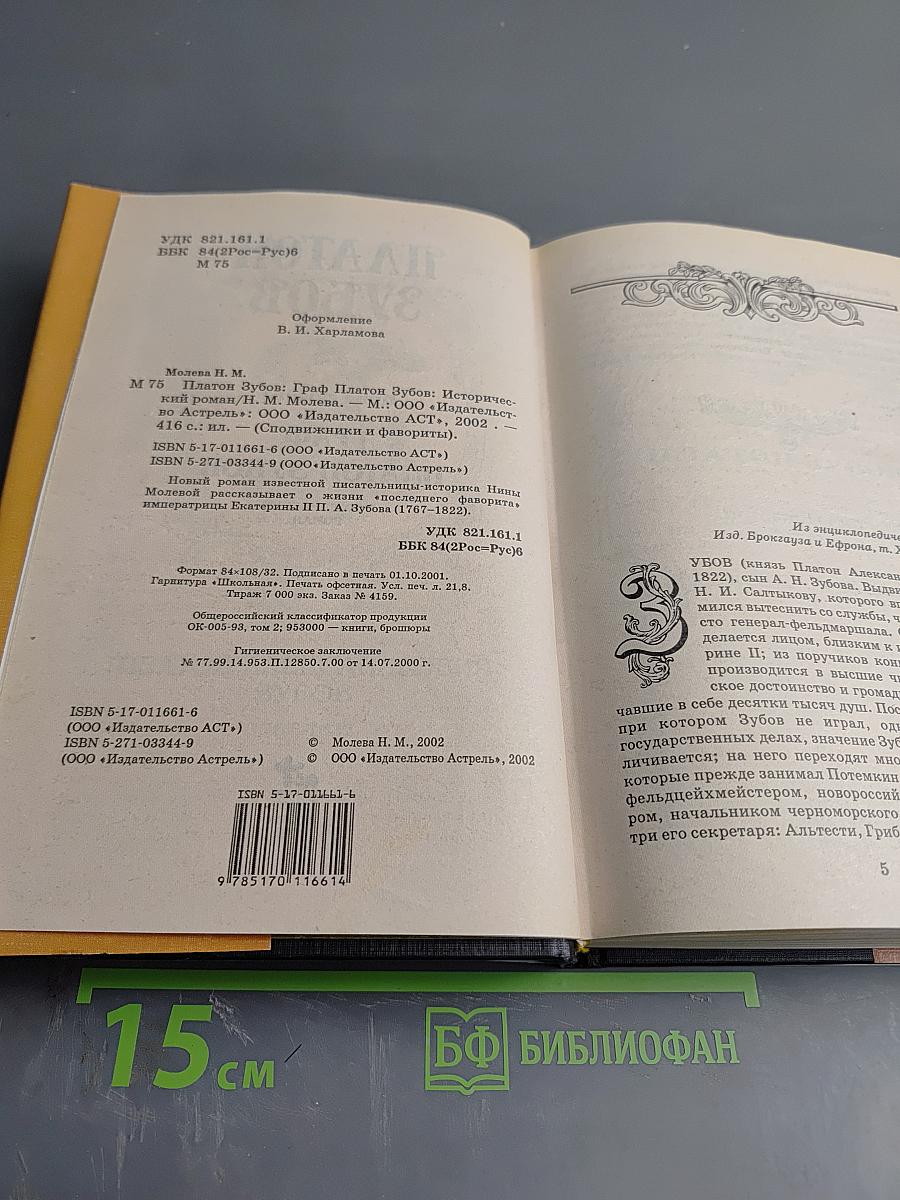 УДК 821.161.1
ББК 84(2Рос=Рус)6
М 75
Оформление
В. И. Харламова
Молева Н. М.
М 75 Платон Зубов: Граф Платон Зубов: Историчес-
кий роман/Н. М. Молева. — М.: ООО «Издательст-
во Астрель»: ООО «Издательство АСТ», 2002 . —
416 с.: ил. — (Сподвижники и фавориты).
ISBN 5-17-011661-6 (ООО «Издательство АСТ»)
ISBN 5-271-03344-9 (ООО«Издательство Астрель»)
Новый роман известной писательницы-историка Нины
Молевой рассказывает о жизни «последнего фаворита»
императрицы Екатерины II П. А. Зубова (1767–1822).
УДК 821.161.1
ББК 84(2Рос=Рус)6
Формат 84×108/32. Подписано в печать 01.10.2001.
Гарнитура «Школьная». Печать офсетная. Усл. печ. л. 21,8.
Тираж 7 000 экз. Заказ № 4159.
Общероссийский классификатор продукции
ОК-005-93, том 2; 953000 — книги, брошюры
Гигиеническое заключение
№ 77.99.14.953.П.12850.7.00 от 14.07.2000 г.
ISBN 5-17-011661-6
(ООО «Издательство АСТ»)
ISBN 5-271-03344-9
(ООО «Издательство Астрель»)
© Молева Н. М., 2002
© ООО «Издательство Астрель», 2002
ISBN 5-17-011661-6
9 785170 116614
Из энциклопедиче
Изд. Брокгауза и Ефрона, т. X
ЗУБОВ (князь Платон Алексан
1822), сын А. Н. Зубова. Выдви
Н. И. Салтыкову, которого вп
мился вытеснить со службы, ч
сто генерал-фельдмаршала. С
делается лицом, близким к и
рине II; из поручиков кон
производится в высшие чи
ское достоинство и громад
чавшие в себе десятки тысяч душ. Пос
при котором Зубов не играл, од
государственных делах, значение Зуб
личивается; на него переходят мно
которые прежде занимал Потемкин
фельдцейхмейстером, новороссий
ром, начальником черноморского
три его секретаря: Альтести, Гриб
5
15 см
БФ БИБЛИОФАН